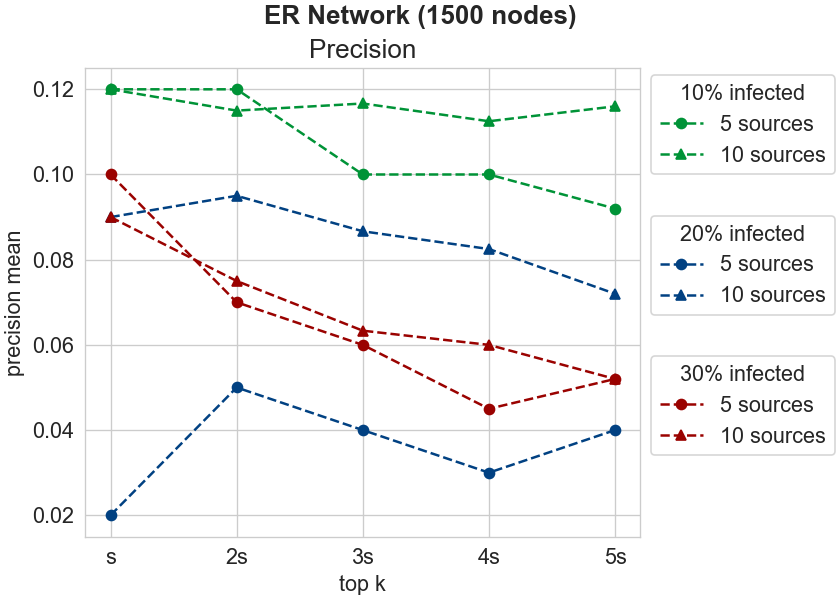 ER Network (1500 nodes)
Precision
precision mean
0.12
0.10
0.08
0.06
0.04
0.02
s 2s 3s 4s 5s
top k
10% infected
5 sources
10 sources
20% infected
5 sources
10 sources
30% infected
5 sources
10 sources